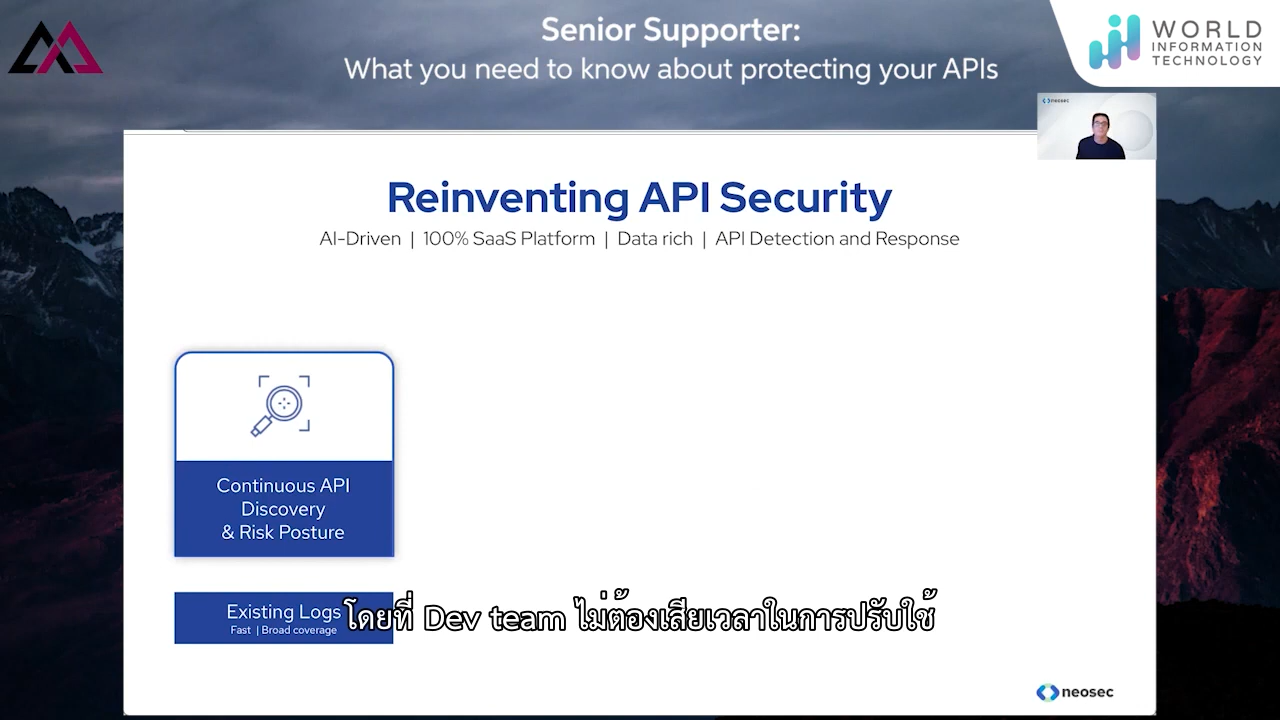 Senior Supporter:
What you need to know about protecting your APIs
WORLD
INFORMATION
TECHNOLOGY
neosec
Reinventing API Security
AI-Driven | 100% SaaS Platform | Data rich | API Detection and Response
Continuous API
Discovery
& Risk Posture
Existing Logs
Fast | Broad coverage
โดยที่ Dev team ไม่ต้องเสียเวลาในการปรับใช้
neosec